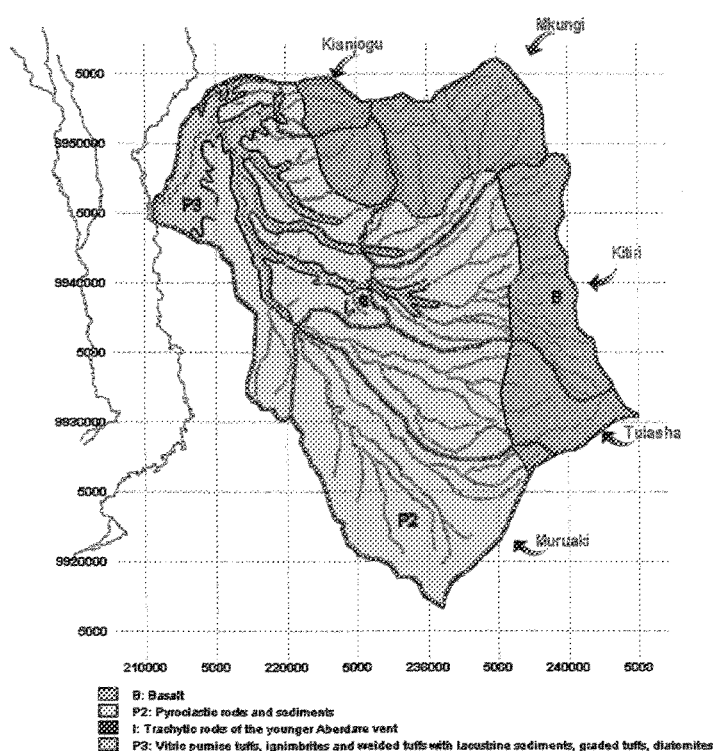 Mkungi
Kianjogu
5000
9950000
P3
5000
Kitiri
9940000
B
5000
9930000
Tulasha
5000
P2
Muruaki
9920000
5000
210000 5000 220000 5000 230000 5000 240000 5000
B: Basalt
P2: Pyroclastic rocks and sediments
I: Trachytic rocks of the younger Aberdare vent
P3: Vitric pumise tuffs, ignimbrites and welded tuffs with lacustrine sediments, graded tuffs, diatomites